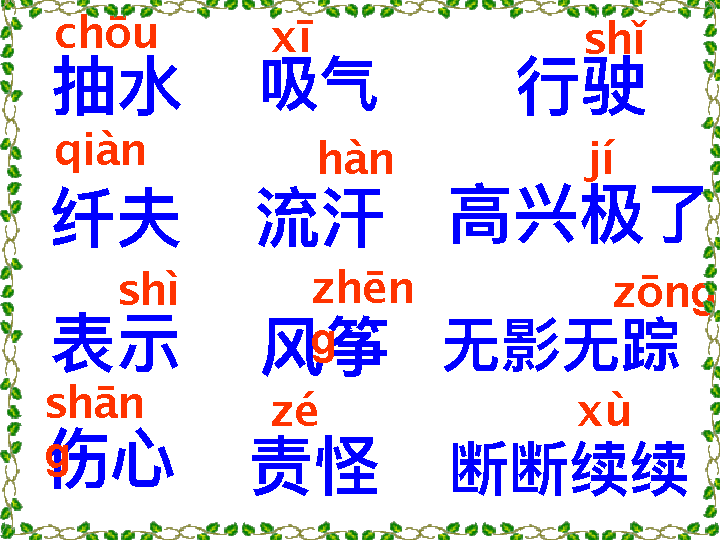 chōu xī shǐ
抽水 吸气 行驶
qiàn hàn jí
纤夫 流汗 高兴极了
shì zhēng zōng
表示 风筝 无影无踪
shāng zé xù
伤心 责怪 断断续续